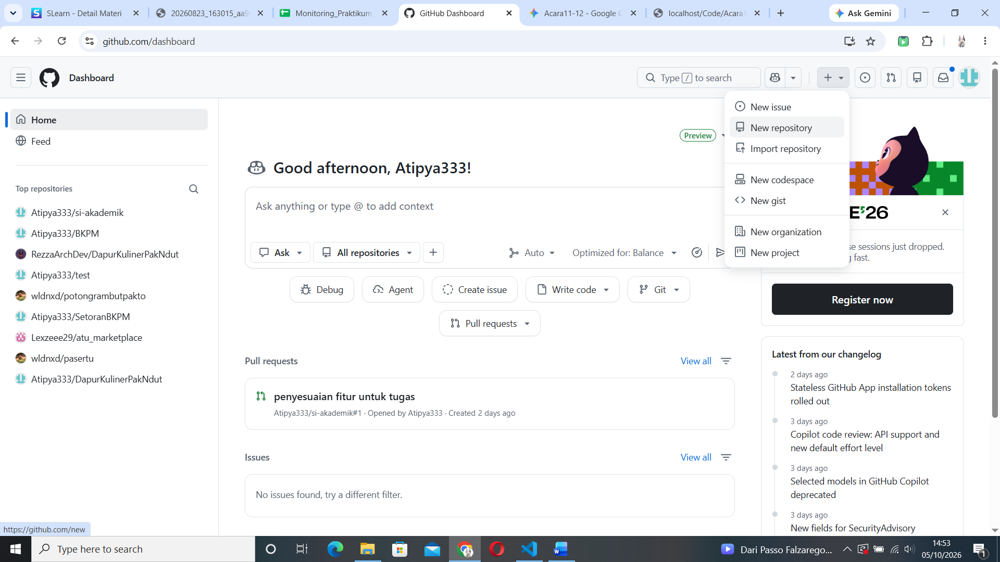 SLearn - Detail Materi
20260823_163015_aa9
Monitoring_Praktikum_
GitHub Dashboard
Acara11-12 - Google G
localhost/Code/Acara1
Ask Gemini
github.com/dashboard
Dashboard
Type / to search
Home
Feed
Top repositories
Atipya333/si-akademik
Atipya333/BKPM
RezzaArchDev/DapurKulinerPakNdut
Atipya333/test
wldnxd/potongrambutpakto
Atipya333/SetoranBKPM
Lexzeee29/atu_marketplace
wldnxd/pasertu
Atipya333/DapurKulinerPakNdut
Preview
Good afternoon, Atipya333!
Ask anything or type @ to add context
Ask
All repositories
Auto
Optimized for: Balance
Debug
Agent
Create issue
Write code
Git
Pull requests
Pull requests
View all
penyesuaian fitur untuk tugas
Atipya333/si-akademik#1 · Opened by Atipya333 · Created 2 days ago
Issues
View all
No issues found, try a different filter.
New issue
New repository
Import repository
New codespace
New gist
New organization
New project
E'26
se sessions just dropped.
g fast.
Register now
Latest from our changelog
2 days ago
Stateless GitHub App installation tokens
rolled out
3 days ago
Copilot code review: API support and
new default effort level
3 days ago
Selected models in GitHub Copilot
deprecated
3 days ago
New fields for SecurityAdvisory
https://github.com/new
Type here to search
Dari Passo Falzarego...
14:53
05/10/2026
1